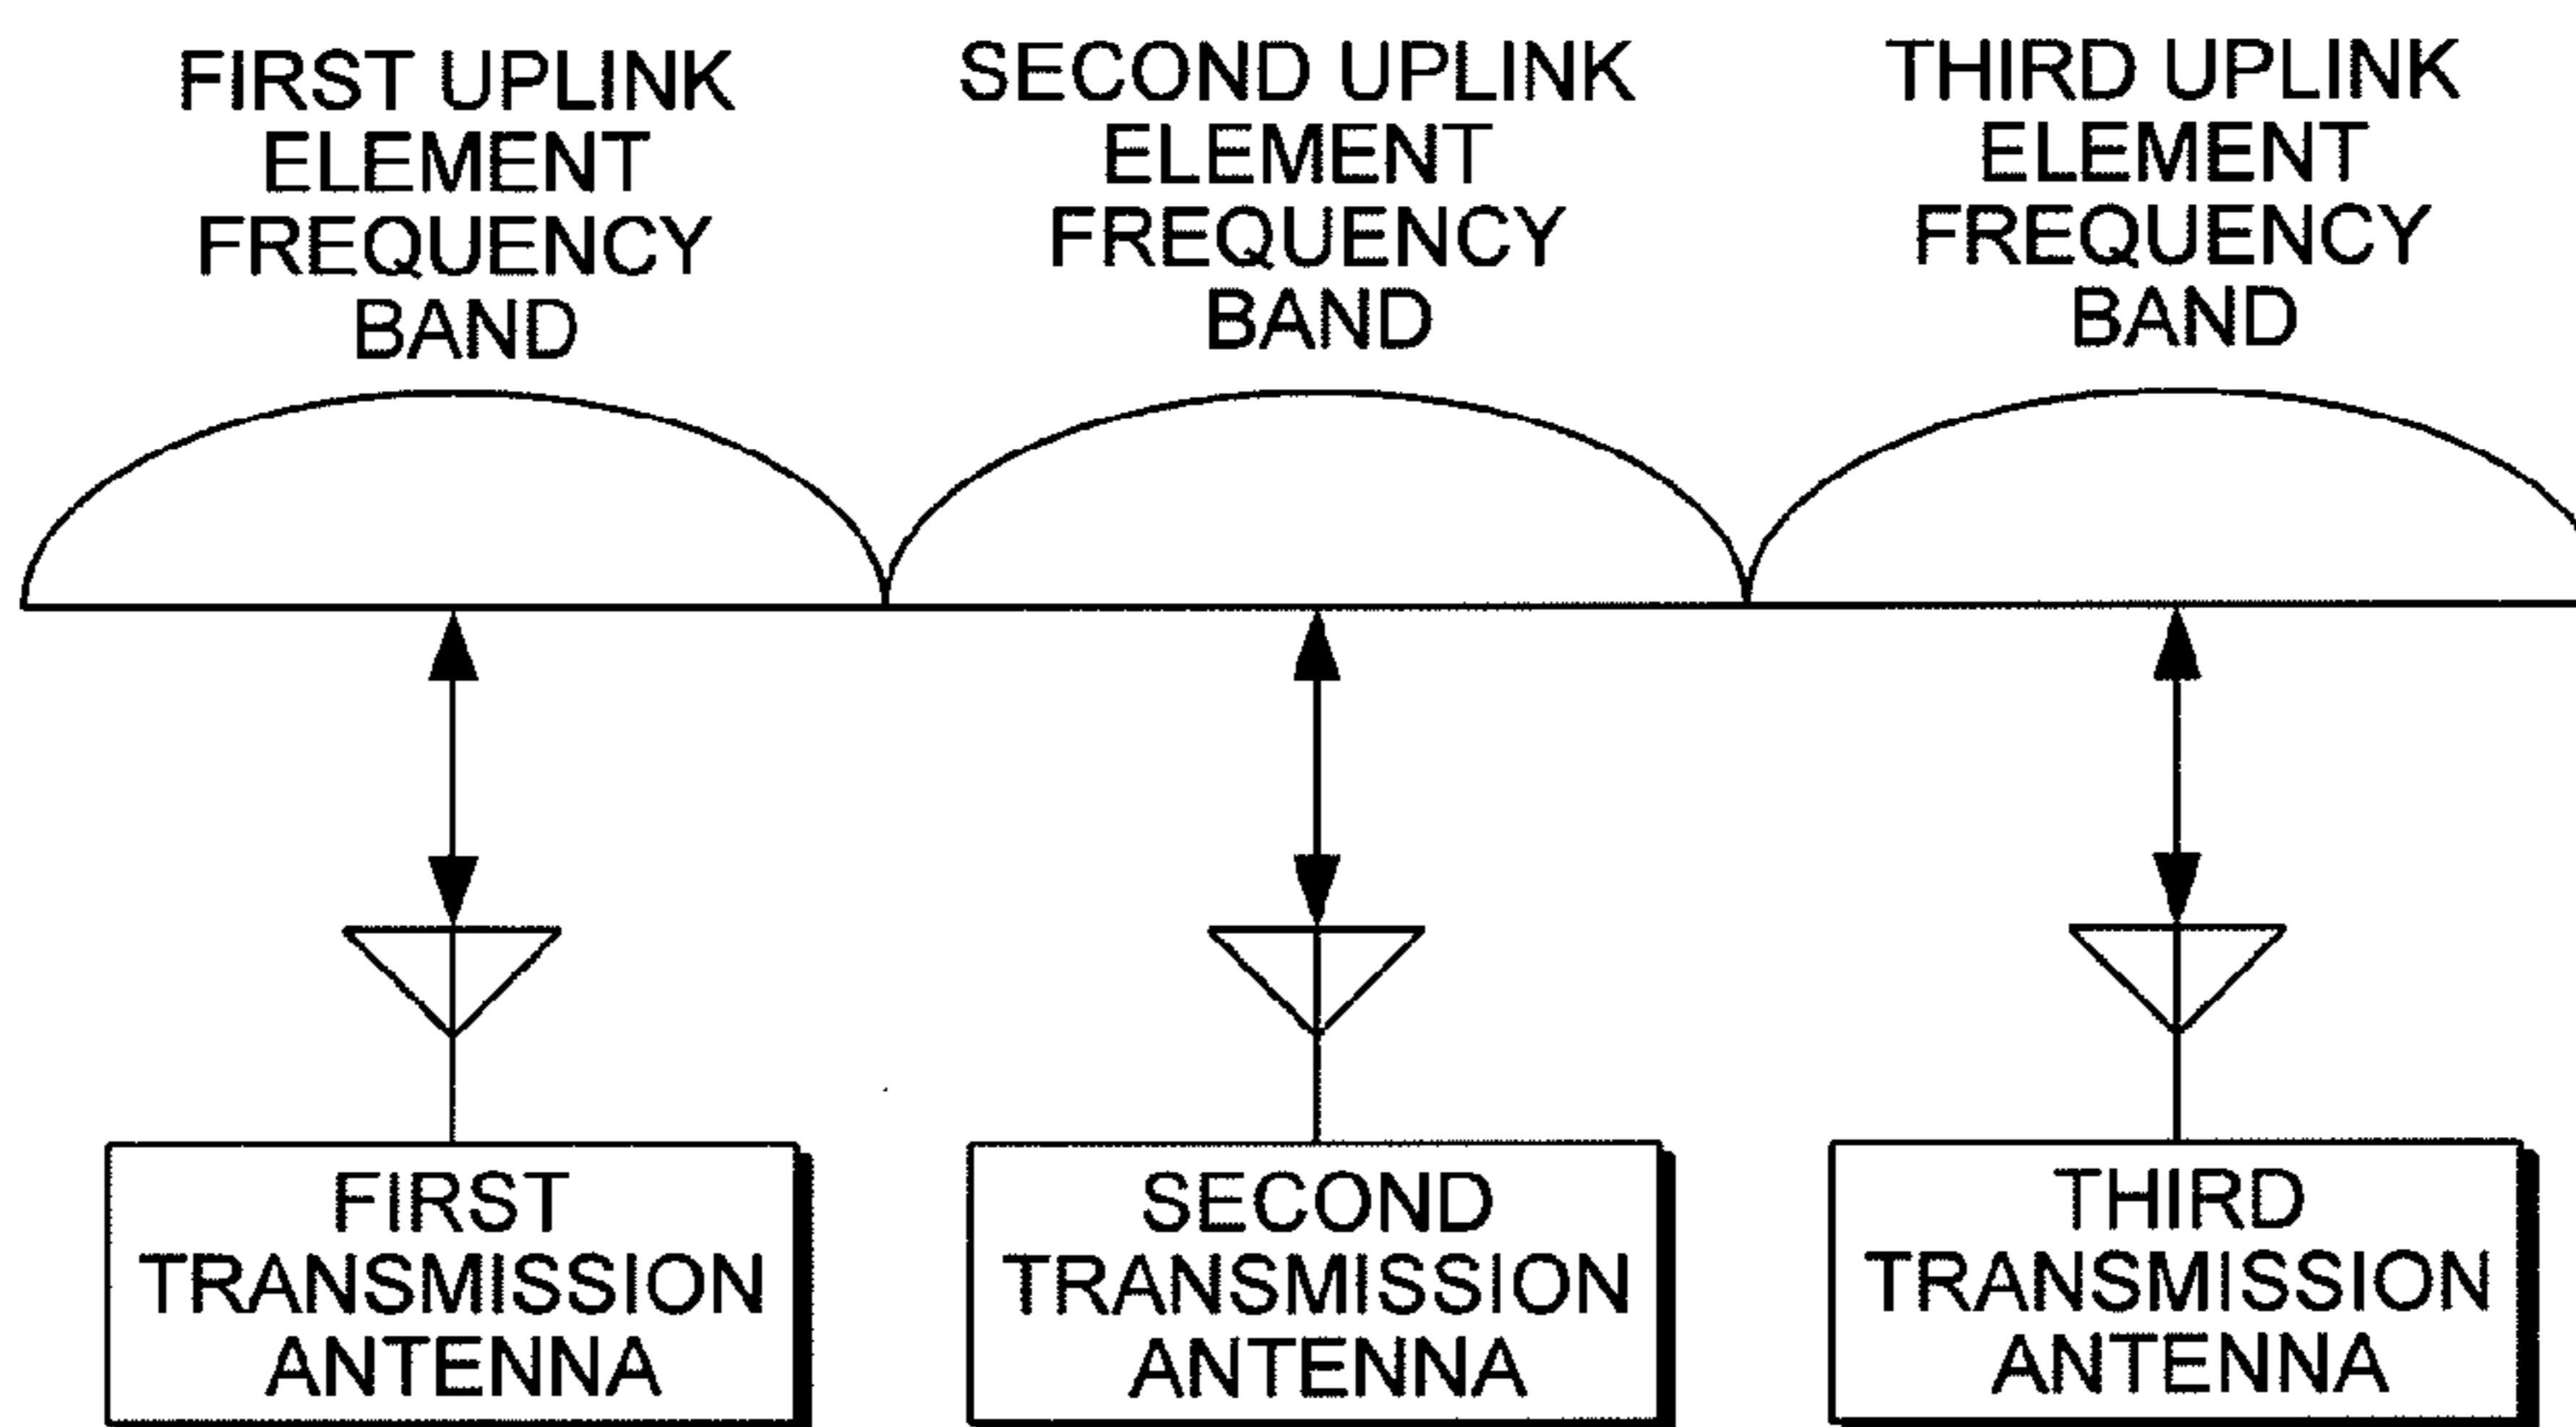 FIRST UPLINK
ELEMENT
FREQUENCY
BAND
SECOND UPLINK
ELEMENT
FREQUENCY
BAND
THIRD UPLINK
ELEMENT
FREQUENCY
BAND
FIRST
TRANSMISSION
ANTENNA
SECOND
TRANSMISSION
ANTENNA
THIRD
TRANSMISSION
ANTENNA